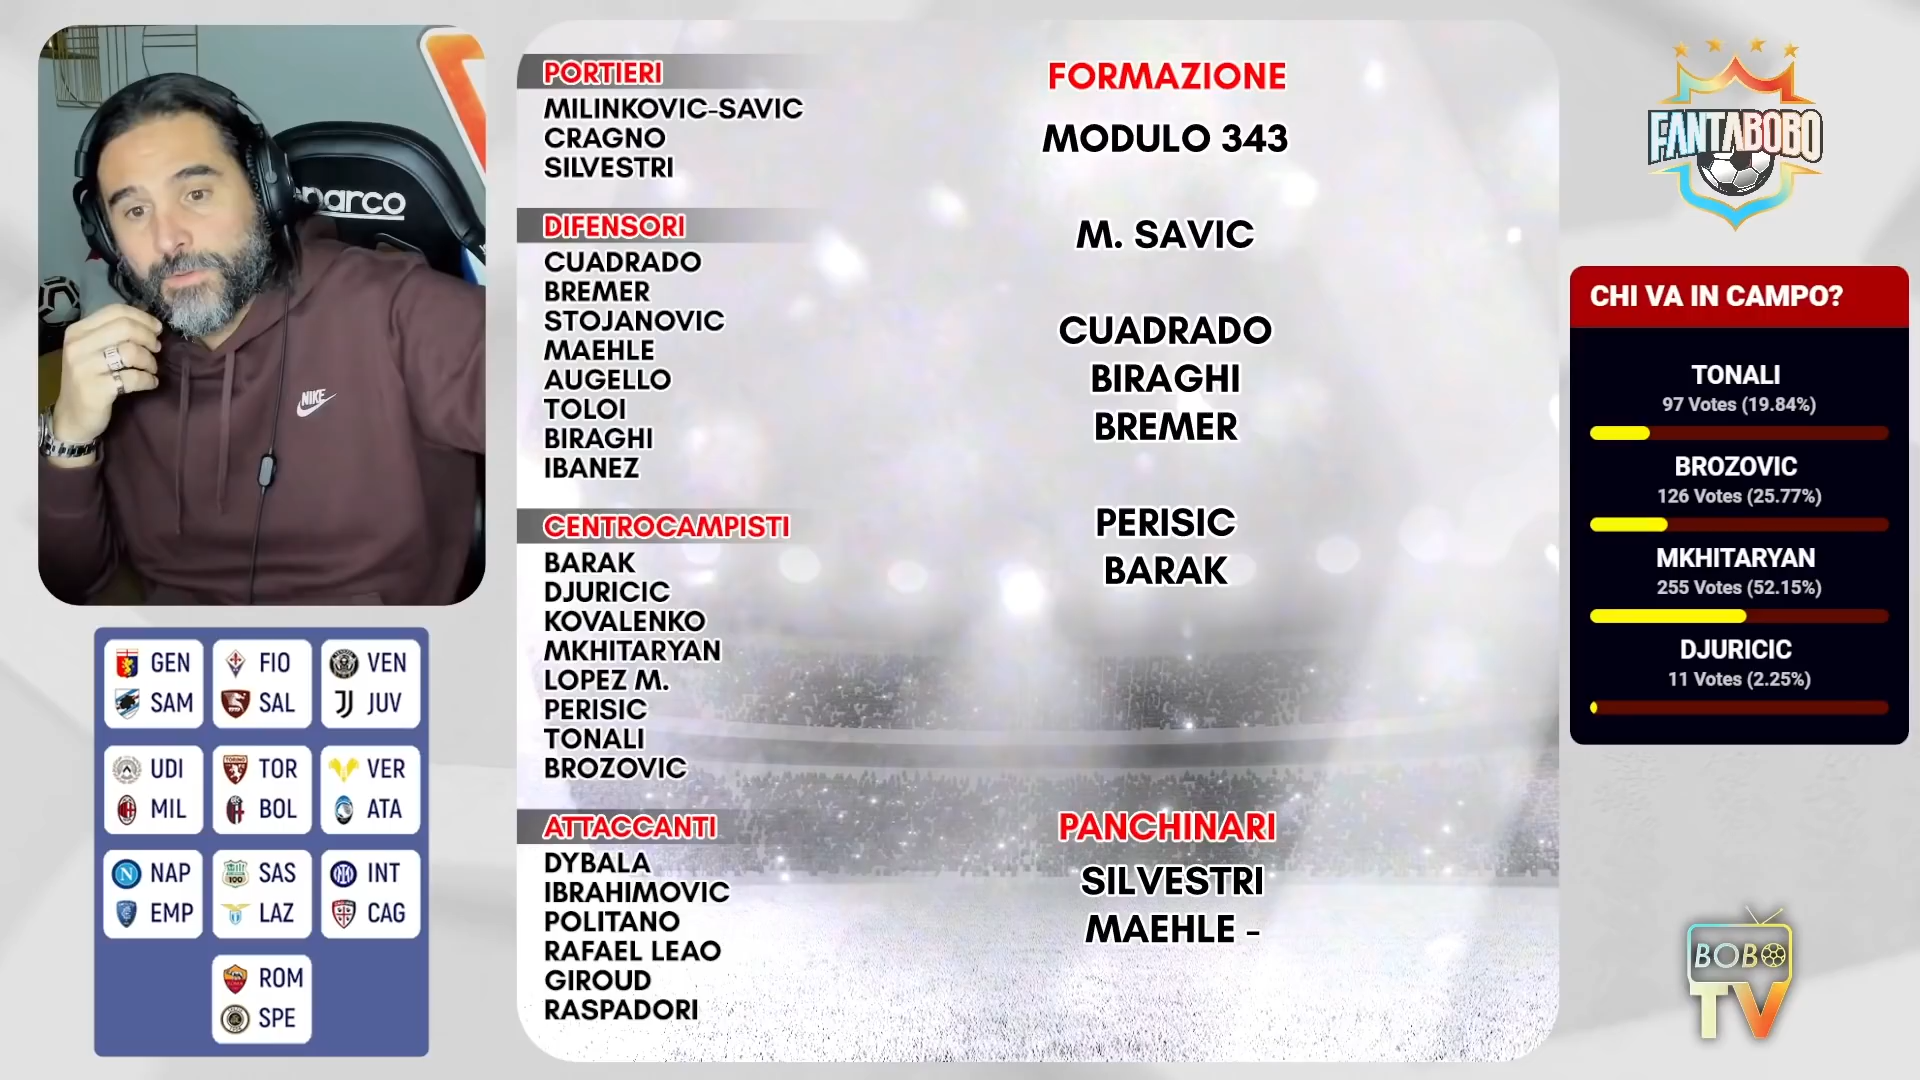 sparco
NIKE
GEN
SAM
FIO
SAL
VEN
JUV
UDI
MIL
TOR
BOL
VER
ATA
NAP
EMP
SAS
LAZ
INT
CAG
ROM
SPE
PORTIERI
MILINKOVIC-SAVIC
CRAGNO
SILVESTRI
DIFENSORI
CUADRADO
BREMER
STOJANOVIC
MAEHLE
AUGELLO
TOLOI
BIRAGHI
IBANEZ
CENTROCAMPISTI
BARAK
DJURICIC
KOVALENKO
MKHITARYAN
LOPEZ M.
PERISIC
TONALI
BROZOVIC
ATTACCANTI
DYBALA
IBRAHIMOVIC
POLITANO
RAFAEL LEAO
GIROUD
RASPADORI
FORMAZIONE
MODULO 343
M. SAVIC
CUADRADO
BIRAGHI
BREMER
PERISIC
BARAK
PANCHINARI
SILVESTRI
MAEHLE -
FANTABOBO
CHI VA IN CAMPO?
TONALI
97 Votes (19.84%)
BROZOVIC
126 Votes (25.77%)
MKHITARYAN
255 Votes (52.15%)
DJURICIC
11 Votes (2.25%)
BOBO
TV